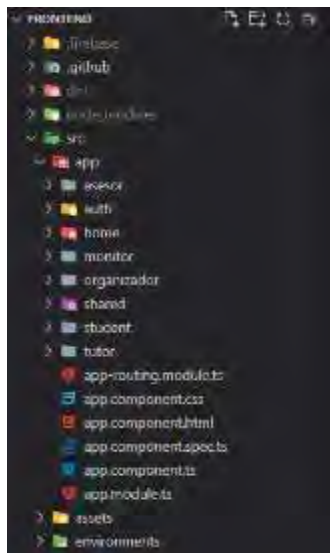 FRONTEND
.firebase
.github
dist
node_modules
src
app
asesor
auth
home
monitor
organizador
shared
student
tutor
app-routing.module.ts
app.component.css
app.component.html
app.component.spec.ts
app.component.ts
app.module.ts
assets
environments